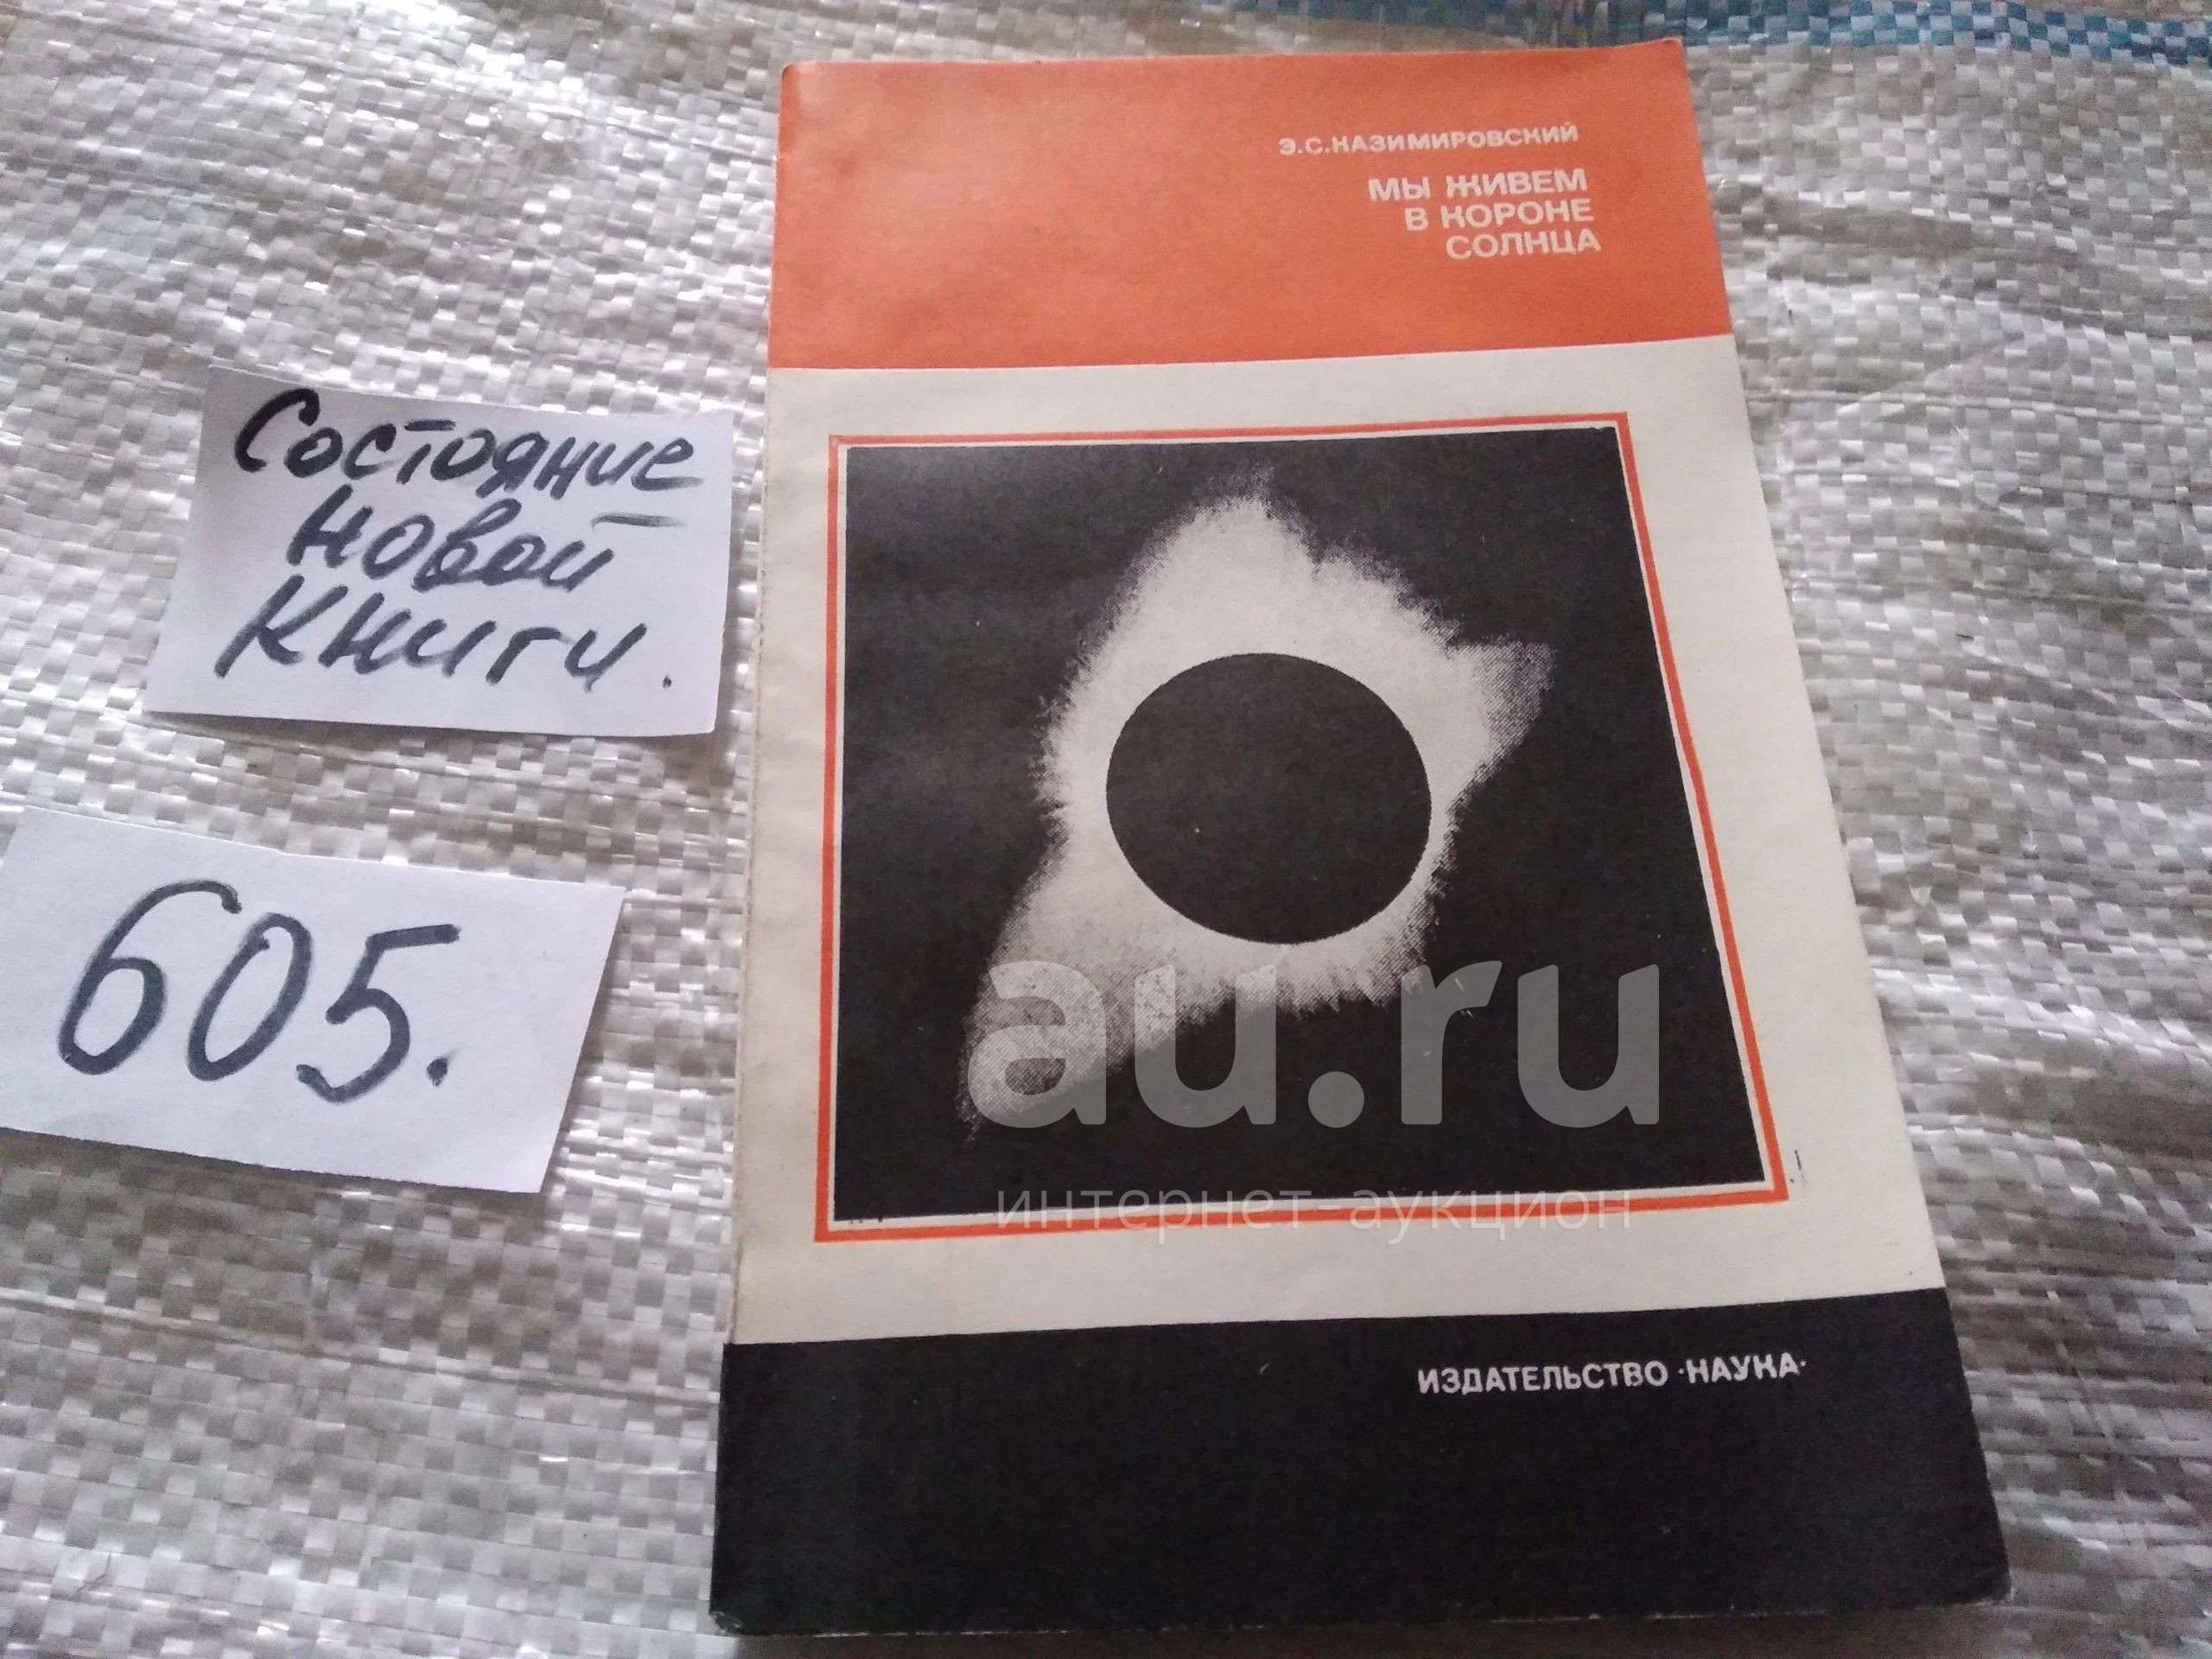 Э.С.КАЗИМИРОВСКИЙ
МЫ ЖИВЕМ
В КОРОНЕ
СОЛНЦА
Состояние
новой
книги.
605.
au.ru
интернет-аукцион
ИЗДАТЕЛЬСТВО ·НАУКА·